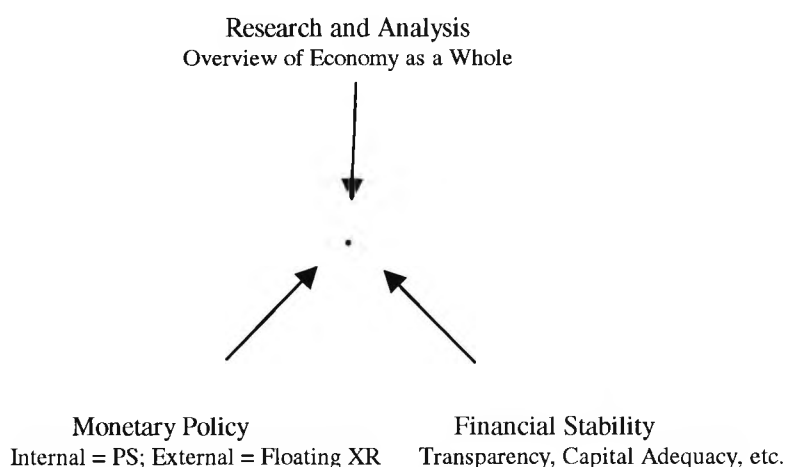 Research and Analysis
Overview of Economy as a Whole
Monetary Policy
Internal = PS; External = Floating XR
Financial Stability
Transparency, Capital Adequacy, etc.